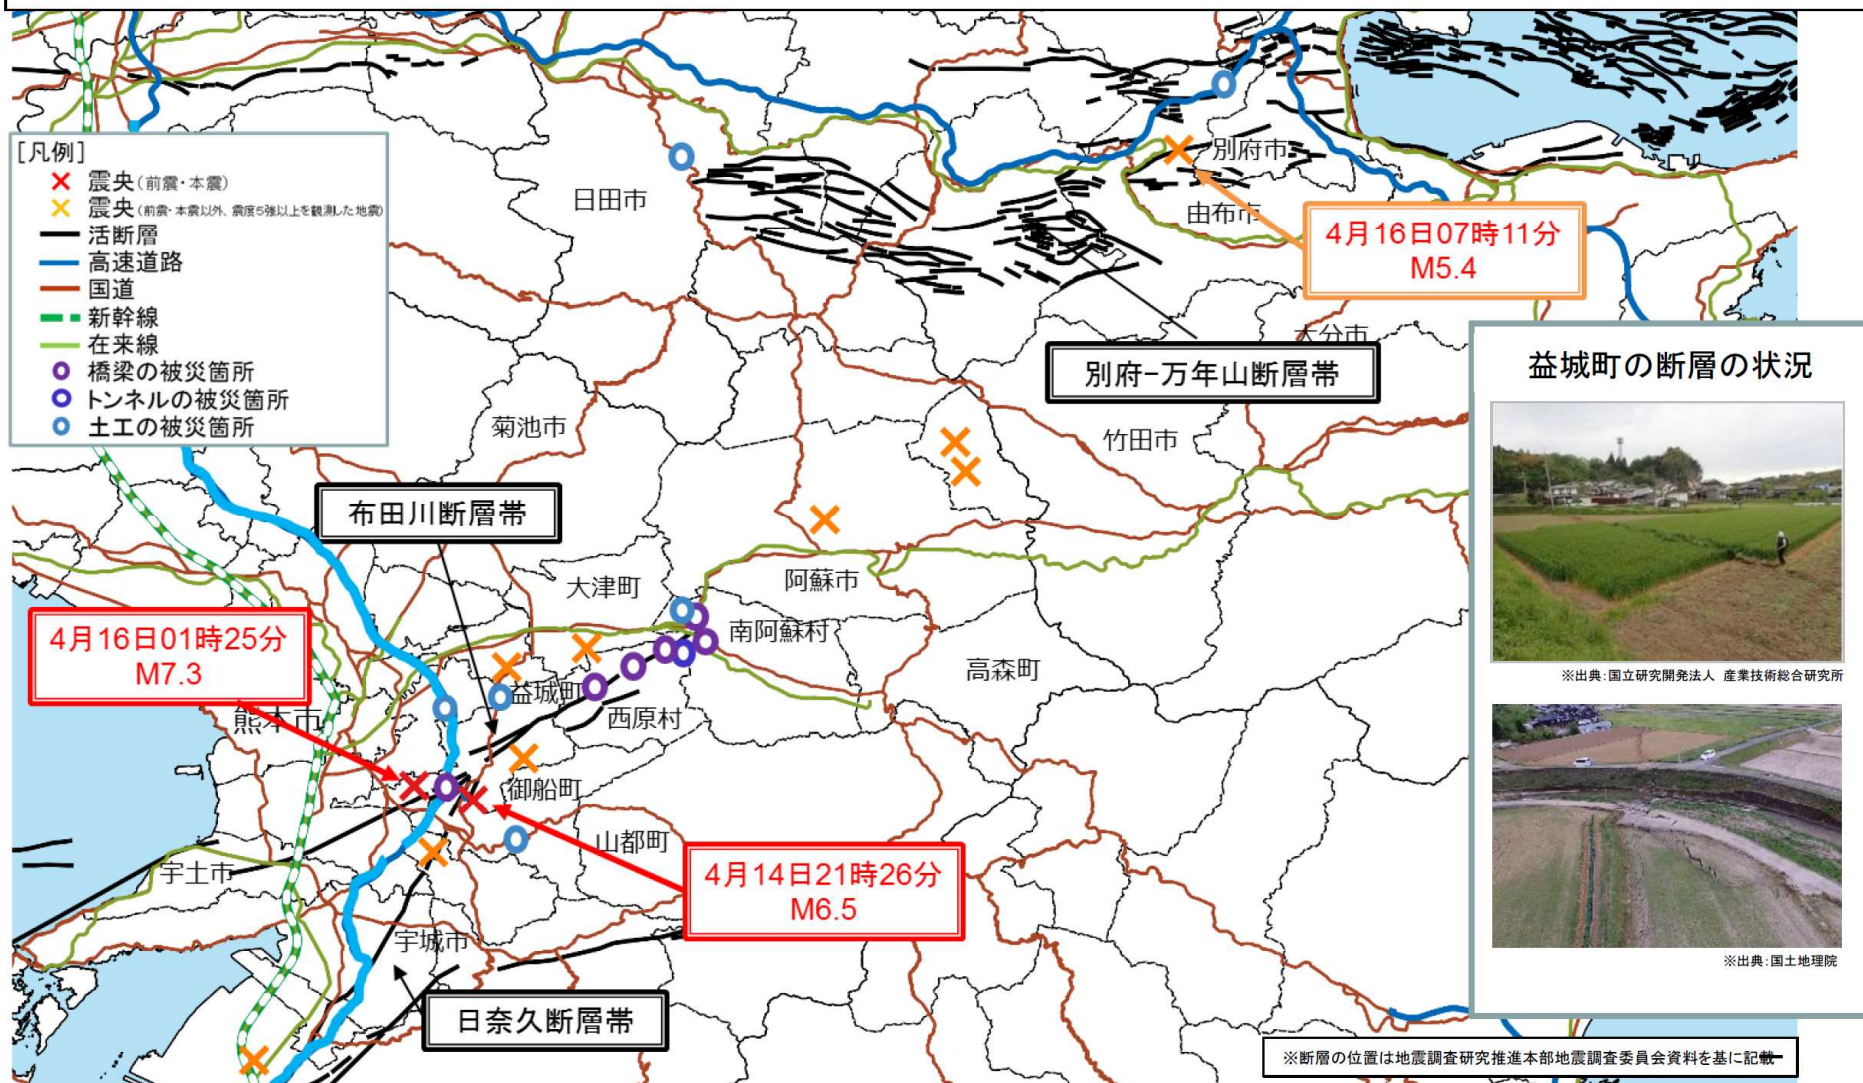 [凡例]
震央(前震・本震)
震央(前震・本震以外、震度5強以上を観測した地震)
活断層
高速道路
国道
新幹線
在来線
橋梁の被災箇所
トンネルの被災箇所
土工の被災箇所
日田市
別府市
由布市
4月16日07時11分
M5.4
大分市
別府-万年山断層帯
菊池市
竹田市
布田川断層帯
大津町
阿蘇市
南阿蘇村
高森町
4月16日01時25分
M7.3
熊本市
益城町
西原村
御船町
山都町
4月14日21時26分
M6.5
宇土市
宇城市
日奈久断層帯
益城町の断層の状況
※出典:国立研究開発法人 産業技術総合研究所
※出典:国土地理院
※断層の位置は地震調査研究推進本部地震調査委員会資料を基に記載